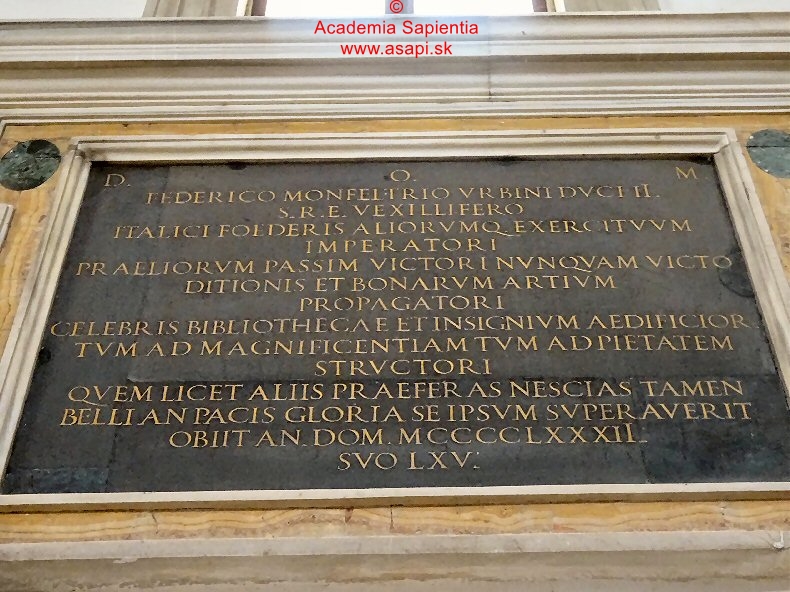 ©
Academia Sapientia
www.asapi.sk
D. O. M
FEDERICO MONFELTRIO VRBINI DVCI II.
S. R. E. VEXILLIFERO
ITALICI FOEDERIS ALIORVMQ. EXERCITVVM
IMPERATORI
PRAELIORVM PASSIM VICTORI NVNQVAM VICTO
DITIONIS ET BONARVM ARTIVM
PROPAGATORI
CELEBRIS BIBLIOTHECAE ET INSIGNIVM AEDIFICIOR.
TVM AD MAGNIFICENTIAM TVM AD PIETATEM
STRVCTORI
QVEM LICET ALIIS PRAEFERAS NESCIAS TAMEN
BELLI AN PACIS GLORIA SE IPSVM SVPERAVERIT
OBIIT AN. DOM. MCCCCLXXXII.
SVO LXV.